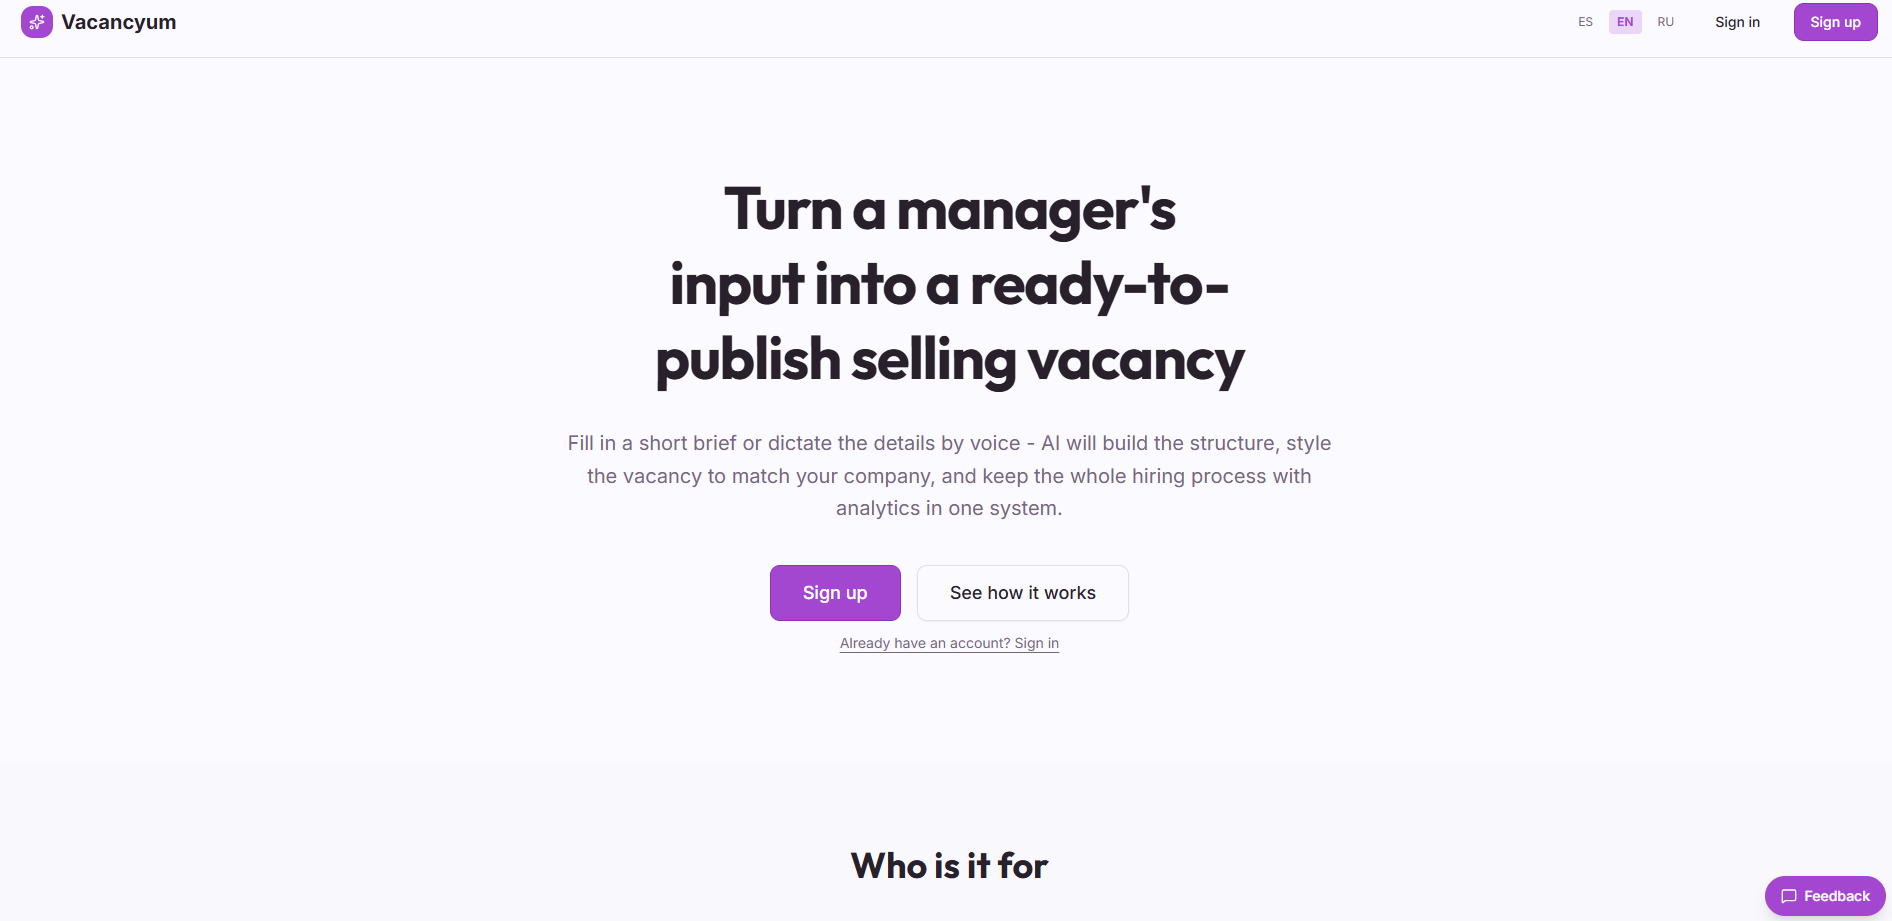 Vacancyum
ES EN RU Sign in Sign up
Turn a manager's
input into a ready-to-
publish selling vacancy
Fill in a short brief or dictate the details by voice - AI will build the structure, style
the vacancy to match your company, and keep the whole hiring process with
analytics in one system.
Sign up See how it works
Already have an account? Sign in
Who is it for
Feedback